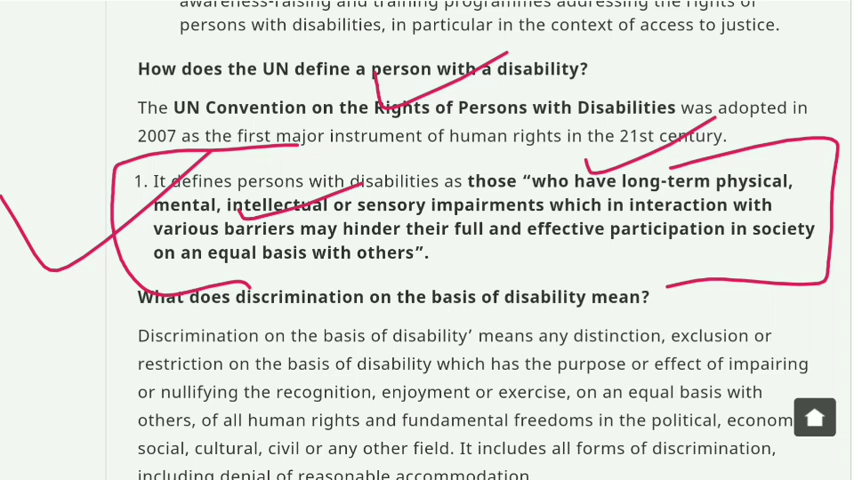 awareness-raising and training programmes addressing the rights of
persons with disabilities, in particular in the context of access to justice.
How does the UN define a person with a disability?
The UN Convention on the Rights of Persons with Disabilities was adopted in
2007 as the first major instrument of human rights in the 21st century.
1. It defines persons with disabilities as those “who have long-term physical,
mental, intellectual or sensory impairments which in interaction with
various barriers may hinder their full and effective participation in society
on an equal basis with others”.
What does discrimination on the basis of disability mean?
Discrimination on the basis of disability’ means any distinction, exclusion or
restriction on the basis of disability which has the purpose or effect of impairing
or nullifying the recognition, enjoyment or exercise, on an equal basis with
others, of all human rights and fundamental freedoms in the political, econom
social, cultural, civil or any other field. It includes all forms of discrimination,
including denial of reasonable accommodation.